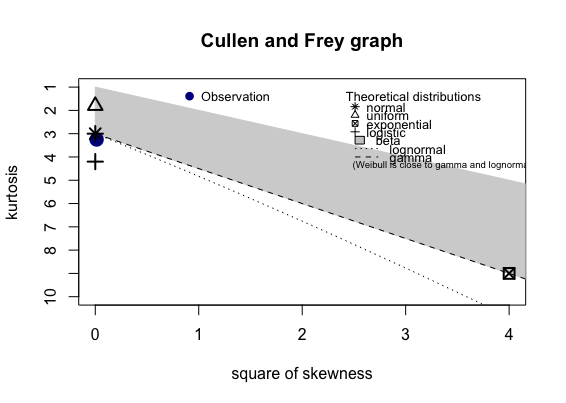 Cullen and Frey graph
Observation
Theoretical distributions
normal
uniform
exponential
logistic
beta
lognormal
gamma
(Weibull is close to gamma and lognorma
kurtosis
1
2
3
4
5
6
7
8
10
0
1
2
3
4
square of skewness